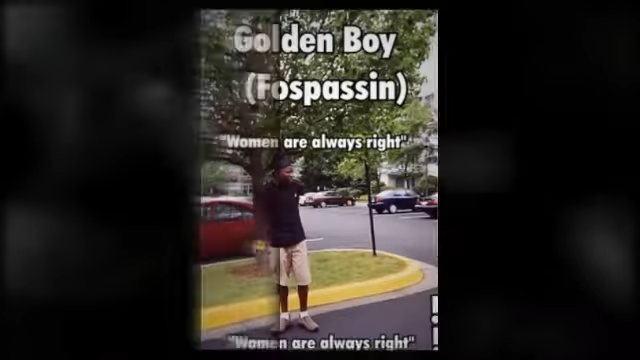 Golden Boy
(Fospassin)
"Women are always right"
"Women are always right"